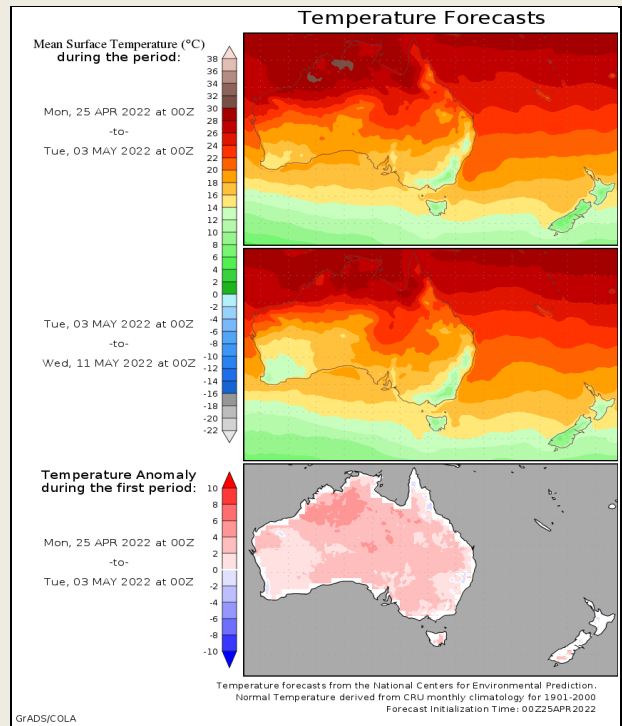 Temperature Forecasts
Mean Surface Temperature (°C)
during the period:
38
36
34
32
30
28
26
24
22
20
18
16
14
12
10
8
6
4
2
0
-2
-4
-6
-8
-10
-12
-14
-16
-18
-20
-22
Mon, 25 APR 2022 at 00Z
-to-
Tue, 03 MAY 2022 at 00Z
Tue, 03 MAY 2022 at 00Z
-to-
Wed, 11 MAY 2022 at 00Z
Temperature Anomaly
during the first period:
10
8
6
4
2
0
-2
-4
-6
-8
-10
Mon, 25 APR 2022 at 00Z
-to-
Tue, 03 MAY 2022 at 00Z
Temperature forecasts from the National Centers for Environmental Prediction.
Normal Temperature derived from CRU monthly climatology for 1901-2000
Forecast Initialization Time: 00Z25APR2022
GrADS/COLA